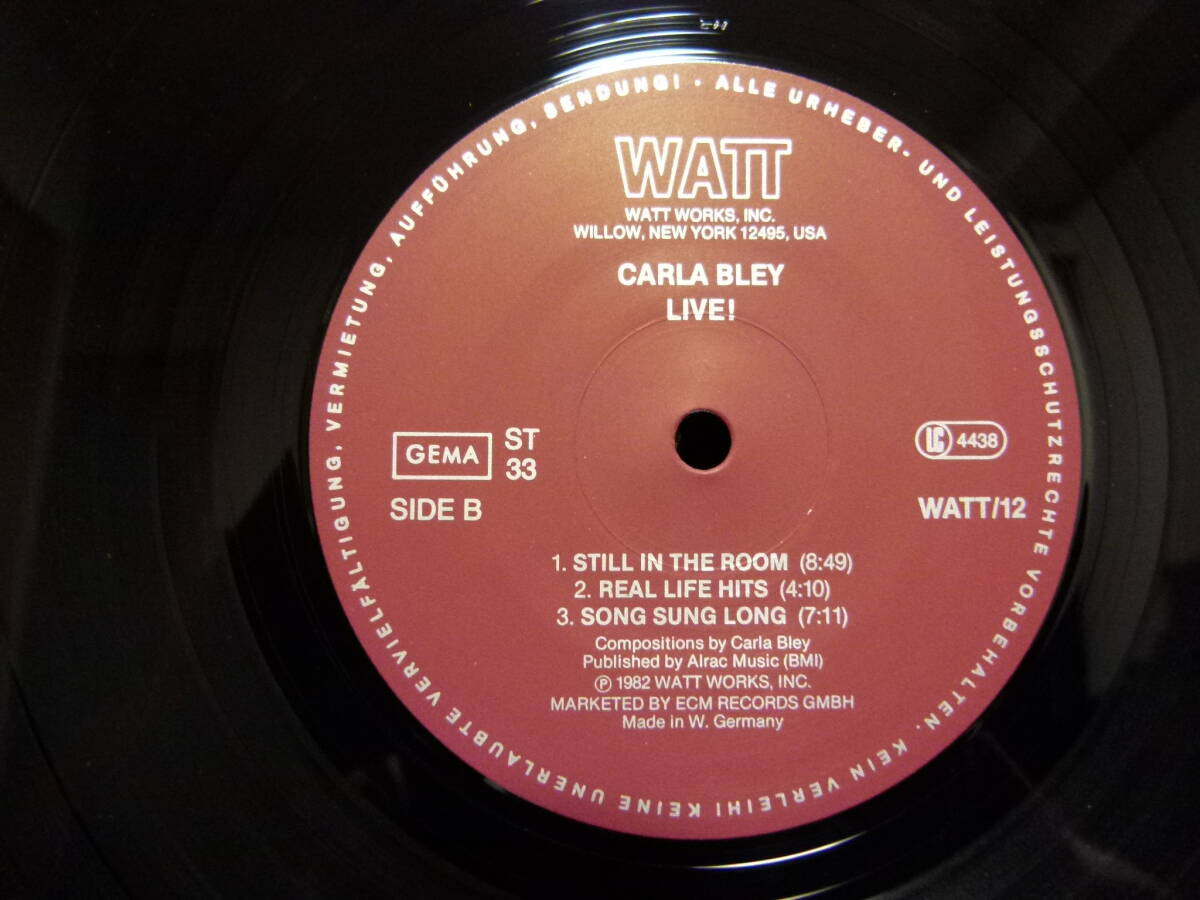 ALLE URHEBER- UND LEISTUNGSSCHUTZRECHTE VORBEHALTEN. KEIN VERLEIH! KEINE UNERLAUBTE VERVIELFÄLTIGUNG, VERMIETUNG, AUFFÜHRUNG, SENDUNG! •
WATT
WATT WORKS, INC.
WILLOW, NEW YORK 12495, USA
CARLA BLEY
LIVE!
GEMA
ST
33
LC 4438
SIDE B
WATT/12
1. STILL IN THE ROOM (8:49)
2. REAL LIFE HITS (4:10)
3. SONG SUNG LONG (7:11)
Compositions by Carla Bley
Published by Alrac Music (BMI)
℗ 1982 WATT WORKS, INC.
MARKETED BY ECM RECORDS GMBH
Made in W. Germany